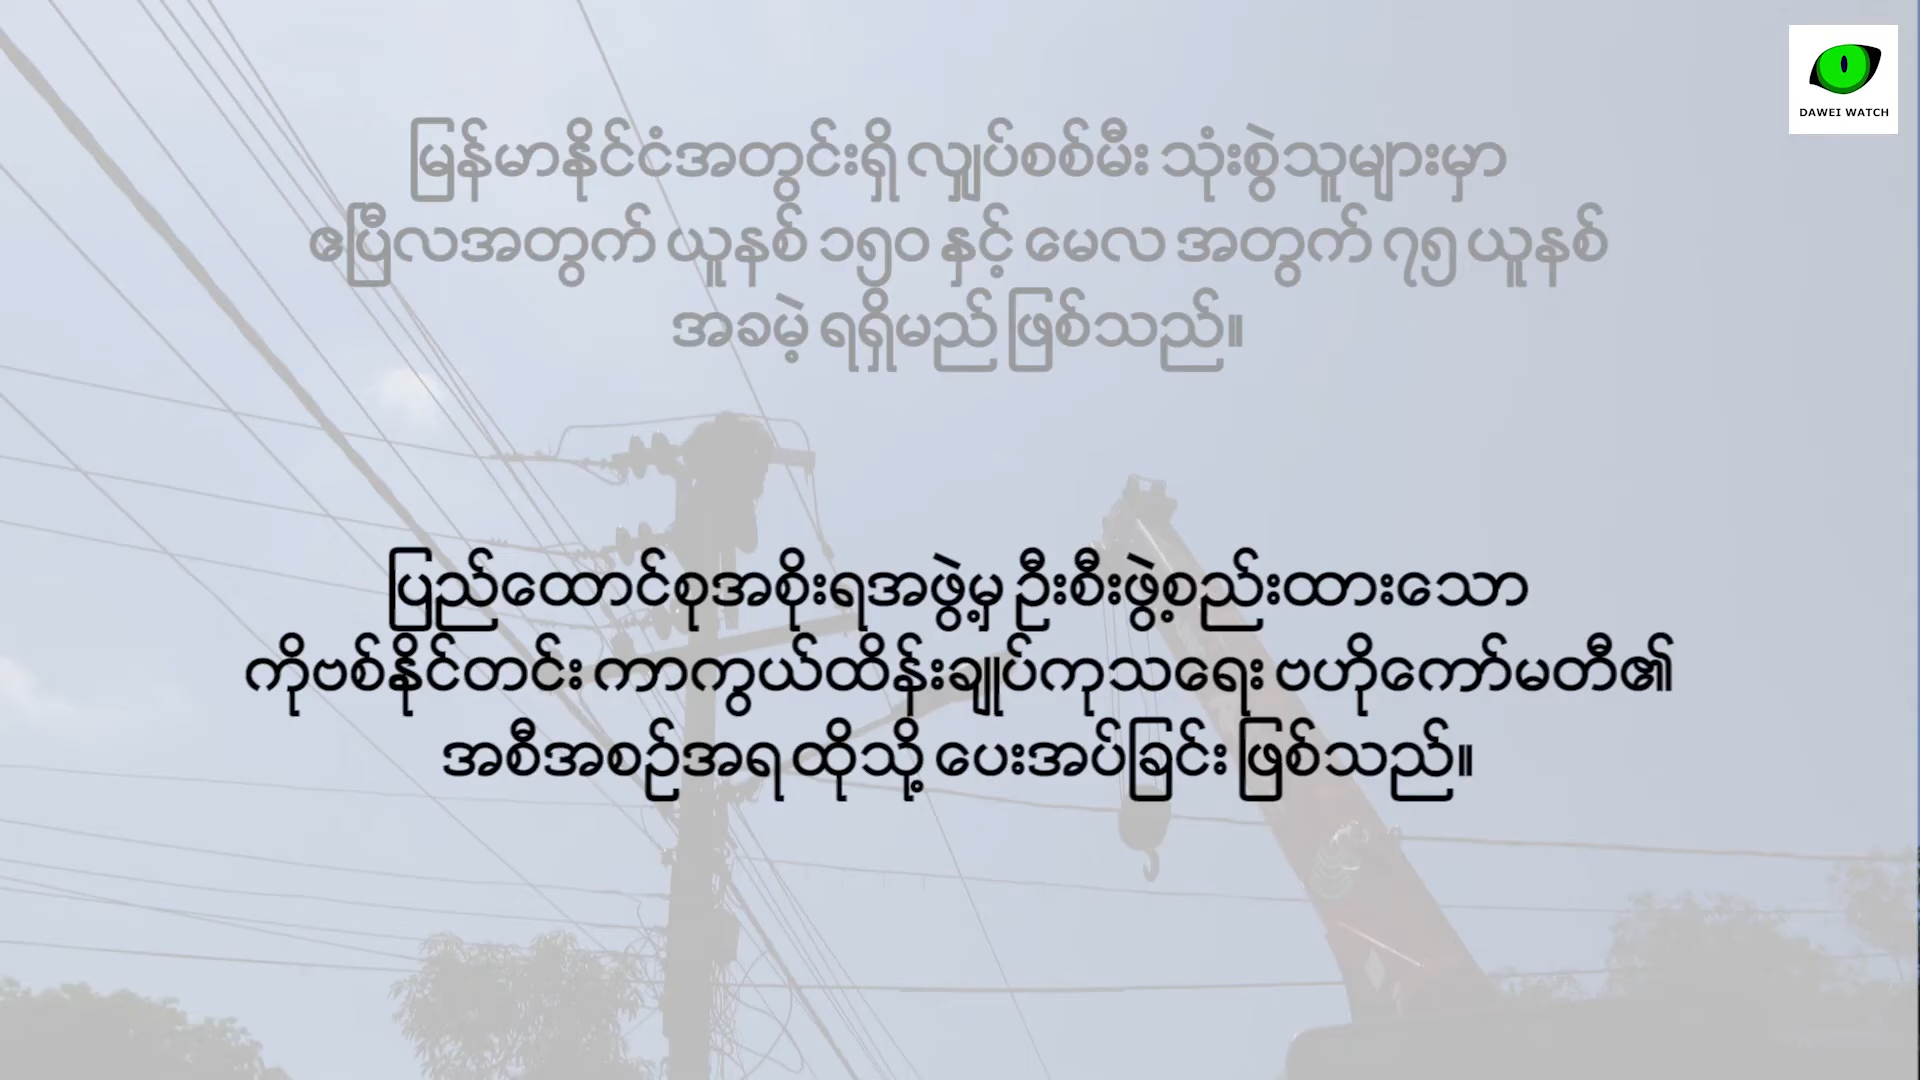 DAWEI WATCH
မြန်မာနိုင်ငံအတွင်းရှိ လျှပ်စစ်မီး သုံးစွဲသူများမှာ
ဧပြီလအတွက် ယူနစ် ၁၅၀ နှင့် မေလ အတွက် ၇၅ ယူနစ်
အခမဲ့ ရရှိမည် ဖြစ်သည်။
ပြည်ထောင်စုအစိုးရအဖွဲ့မှ ဦးစီးဖွဲ့စည်းထားသော
ကိုဗစ်နိုင်တင်း ကာကွယ်ထိန်းချုပ်ကုသရေး ဗဟိုကော်မတီ၏
အစီအစဉ်အရ ထိုသို့ ပေးအပ်ခြင်း ဖြစ်သည်။